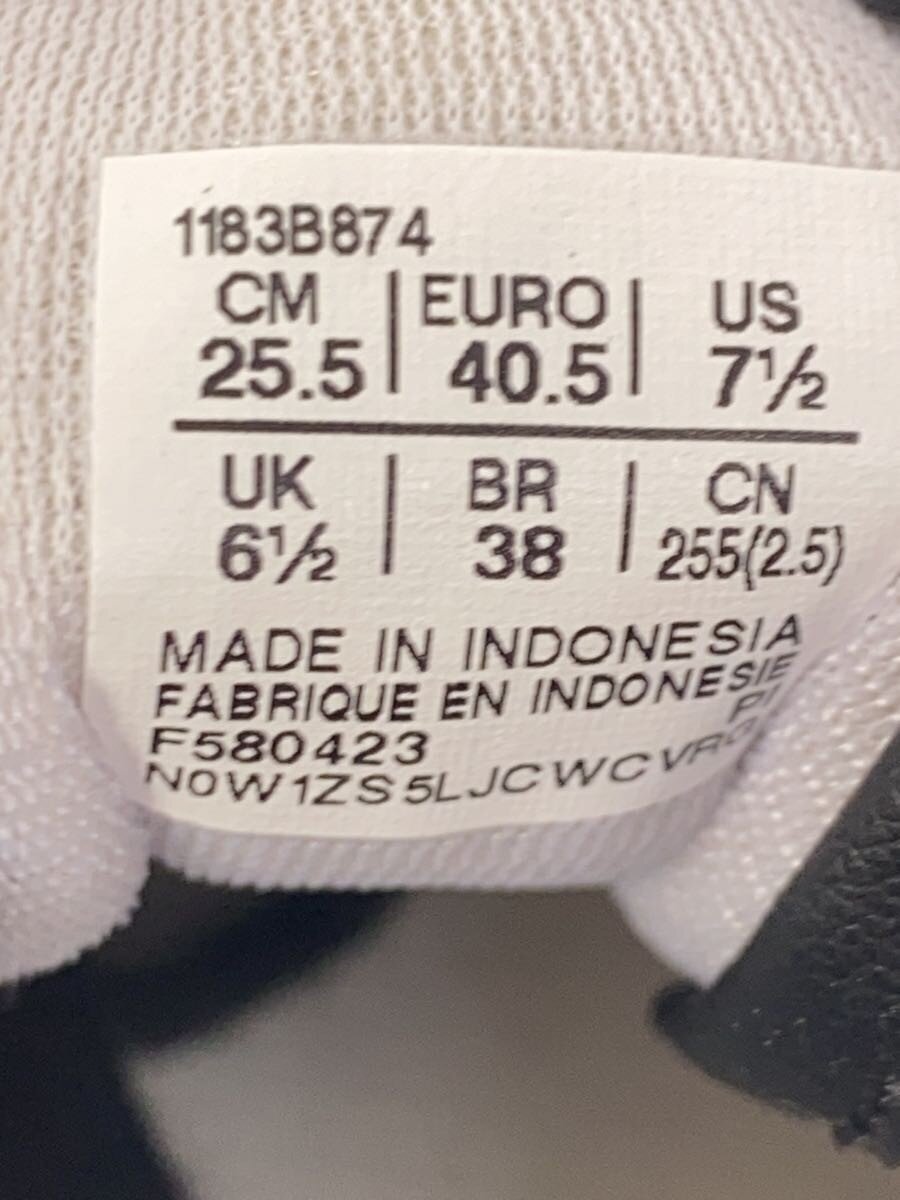 1183B874
CM EURO US
25.5 40.5 7½
UK BR CN
6½ 38 255(2.5)
MADE IN INDONESIA
FABRIQUE EN INDONESIE
F580423